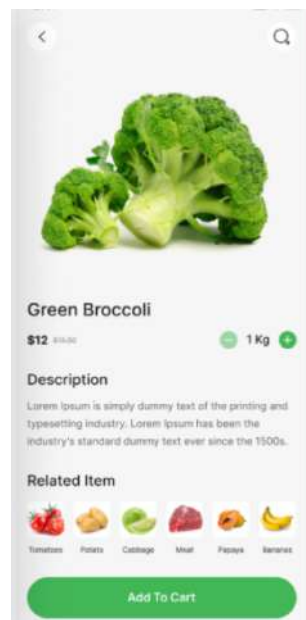 Green Broccoli
$12
1 Kg
Description
Lorem Ipsum is simply dummy text of the printing and
typesetting industry. Lorem Ipsum has been the
industry's standard dummy text ever since the 1500s.
Related Item
Tomatoes Potato Cabbage Meat Papaya Bananas
Add To Cart